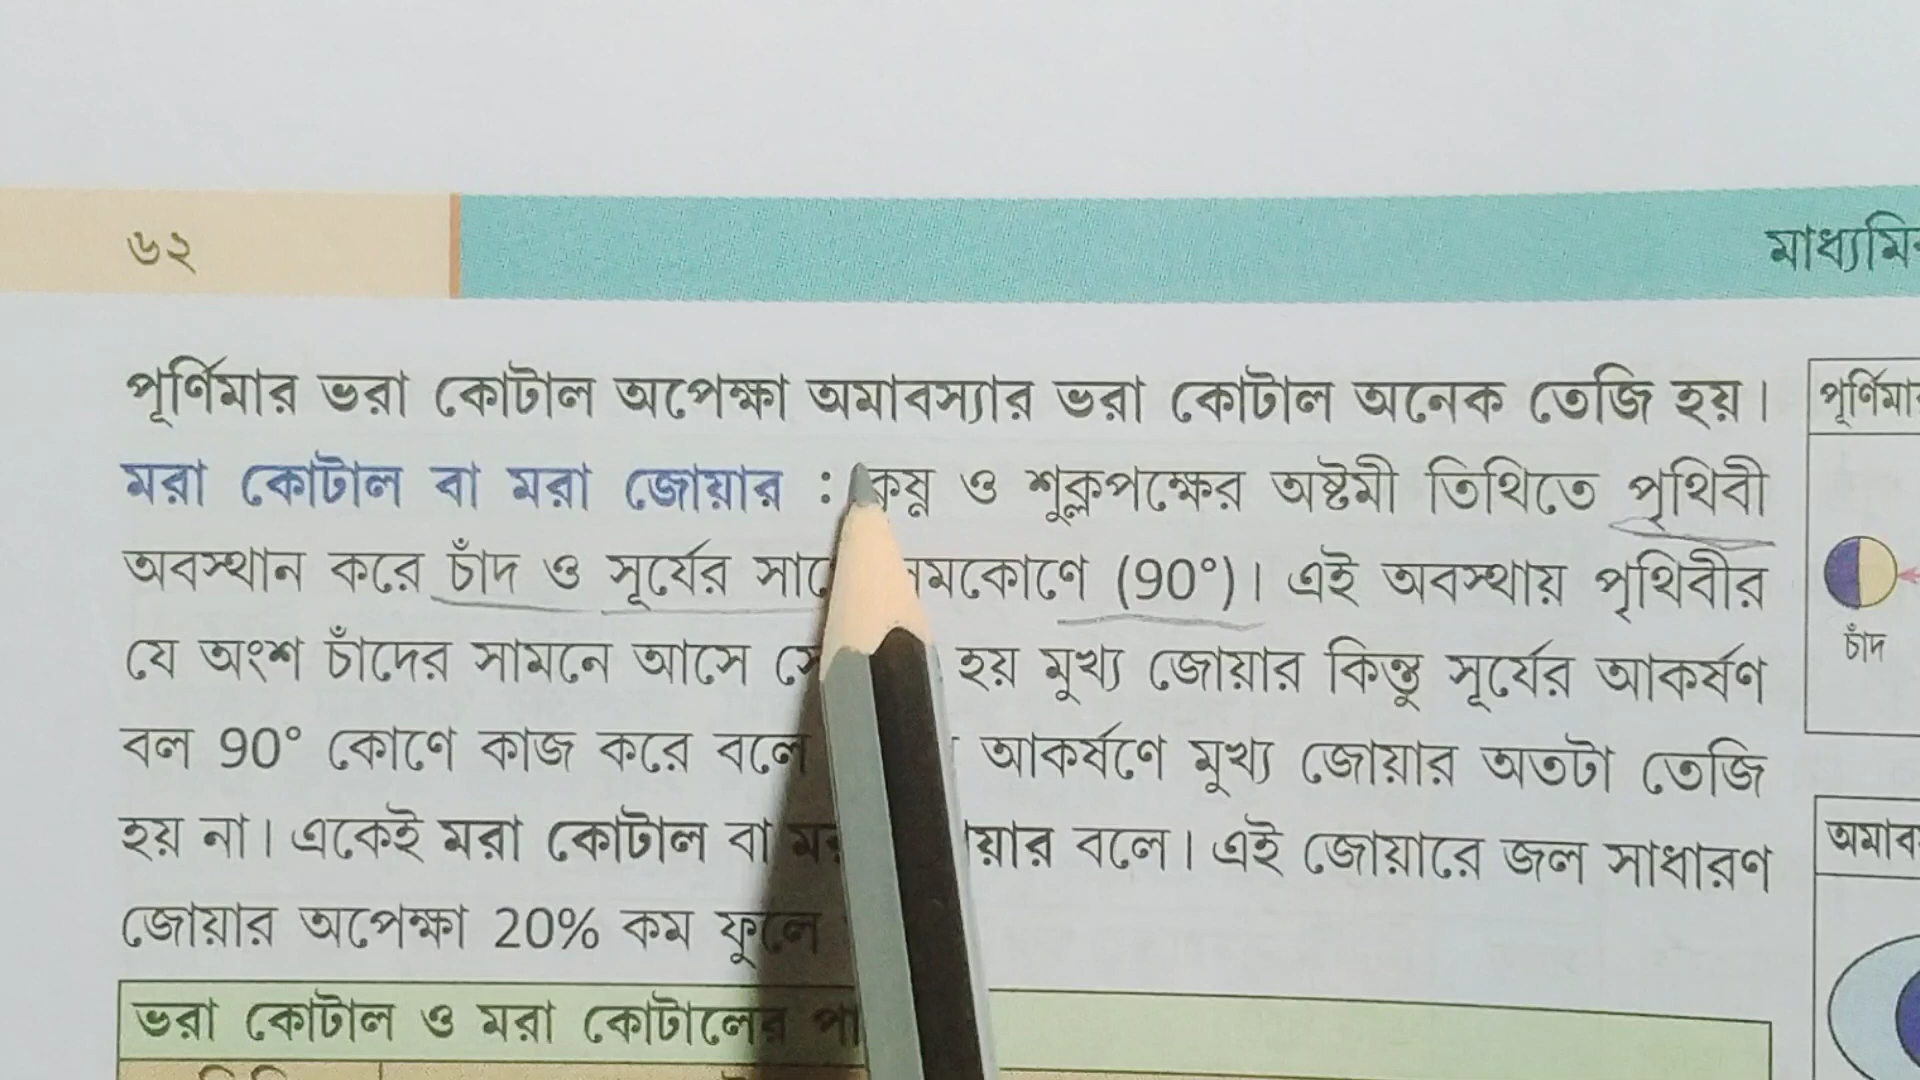 ৬২
মাধ্যমি
পূর্ণিমার ভরা কোটাল অপেক্ষা অমাবস্যার ভরা কোটাল অনেক তেজি হয়।
মরা কোটাল বা মরা জোয়ার : কৃষ্ণ ও শুক্লপক্ষের অষ্টমী তিথিতে পৃথিবী
অবস্থান করে চাঁদ ও সূর্যের সাথে সমকোণে (90°)। এই অবস্থায় পৃথিবীর
যে অংশ চাঁদের সামনে আসে হয় মুখ্য জোয়ার কিন্তু সূর্যের আকর্ষণ
বল 90° কোণে কাজ করে বলে আকর্ষণে মুখ্য জোয়ার অতটা তেজি
হয় না। একেই মরা কোটাল বা মরা জোয়ার বলে। এই জোয়ারে জল সাধারণ
জোয়ার অপেক্ষা 20% কম ফুলে
ভরা কোটাল ও মরা কোটালের
পূর্ণিমা
চাঁদ
অমাব